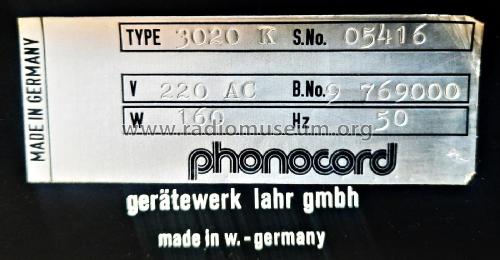 MADE IN GERMANY
TYPE 3020 K S.No. 05416
V 220 AC B.No. 9 769000
W 160 Hz 50
www.radiomuseum.org
phonocord
gerätewerk lahr gmbh
made in w.-germany